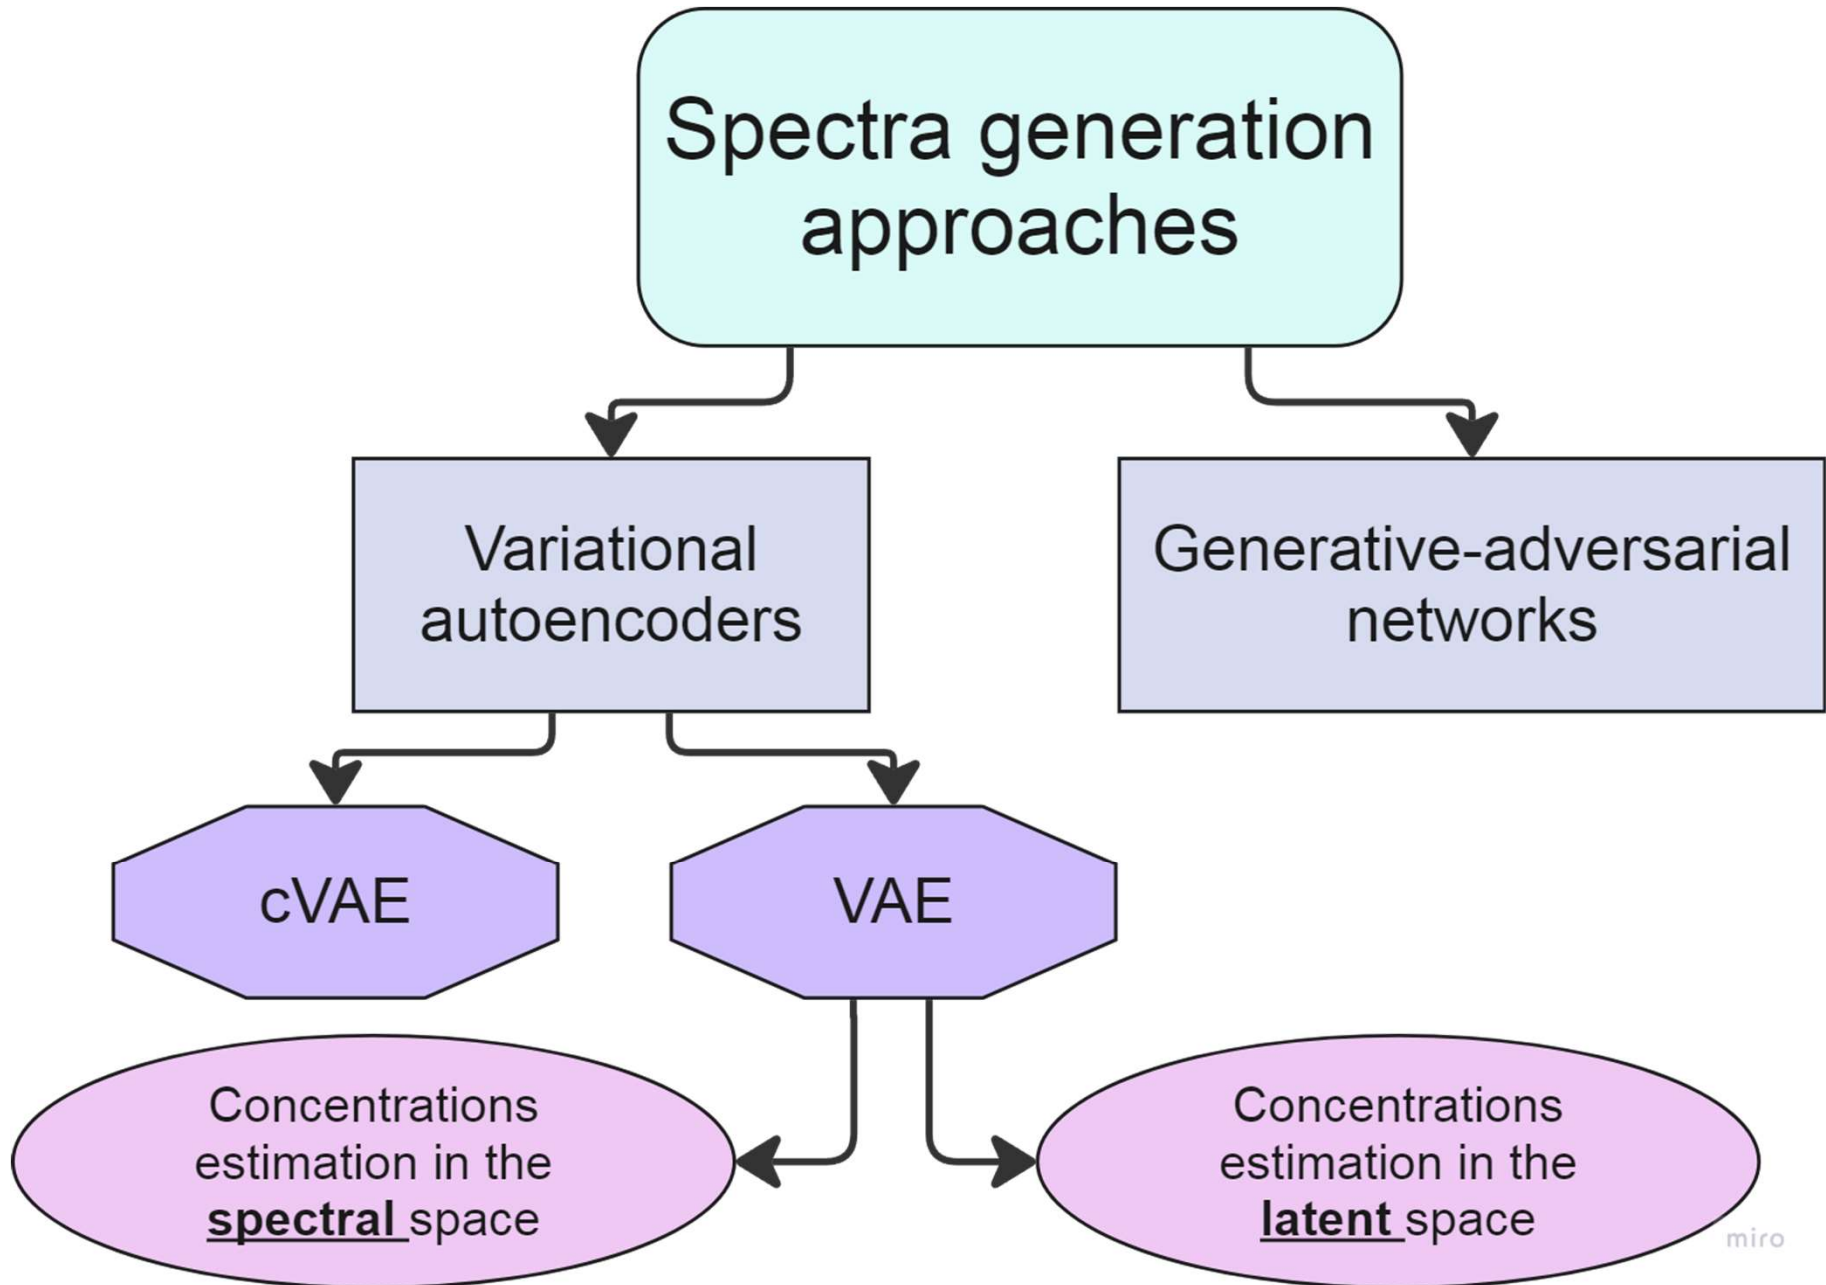 Spectra generation
approaches
Variational
autoencoders
Generative-adversarial
networks
cVAE
VAE
Concentrations
estimation in the
spectral space
Concentrations
estimation in the
latent space
miro